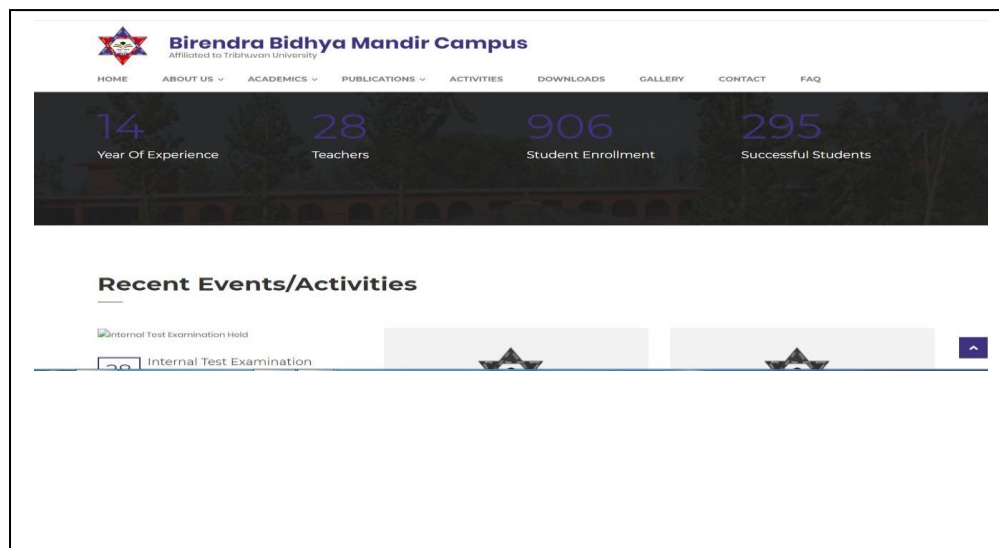 Birendra Bidhya Mandir Campus
Affiliated to Tribhuvan University
HOME ABOUT US ACADEMICS PUBLICATIONS ACTIVITIES DOWNLOADS GALLERY CONTACT FAQ
14 28 906 295
Year Of Experience Teachers Student Enrollment Successful Students
Recent Events/Activities
Internal Test Examination Held
28 Internal Test Examination